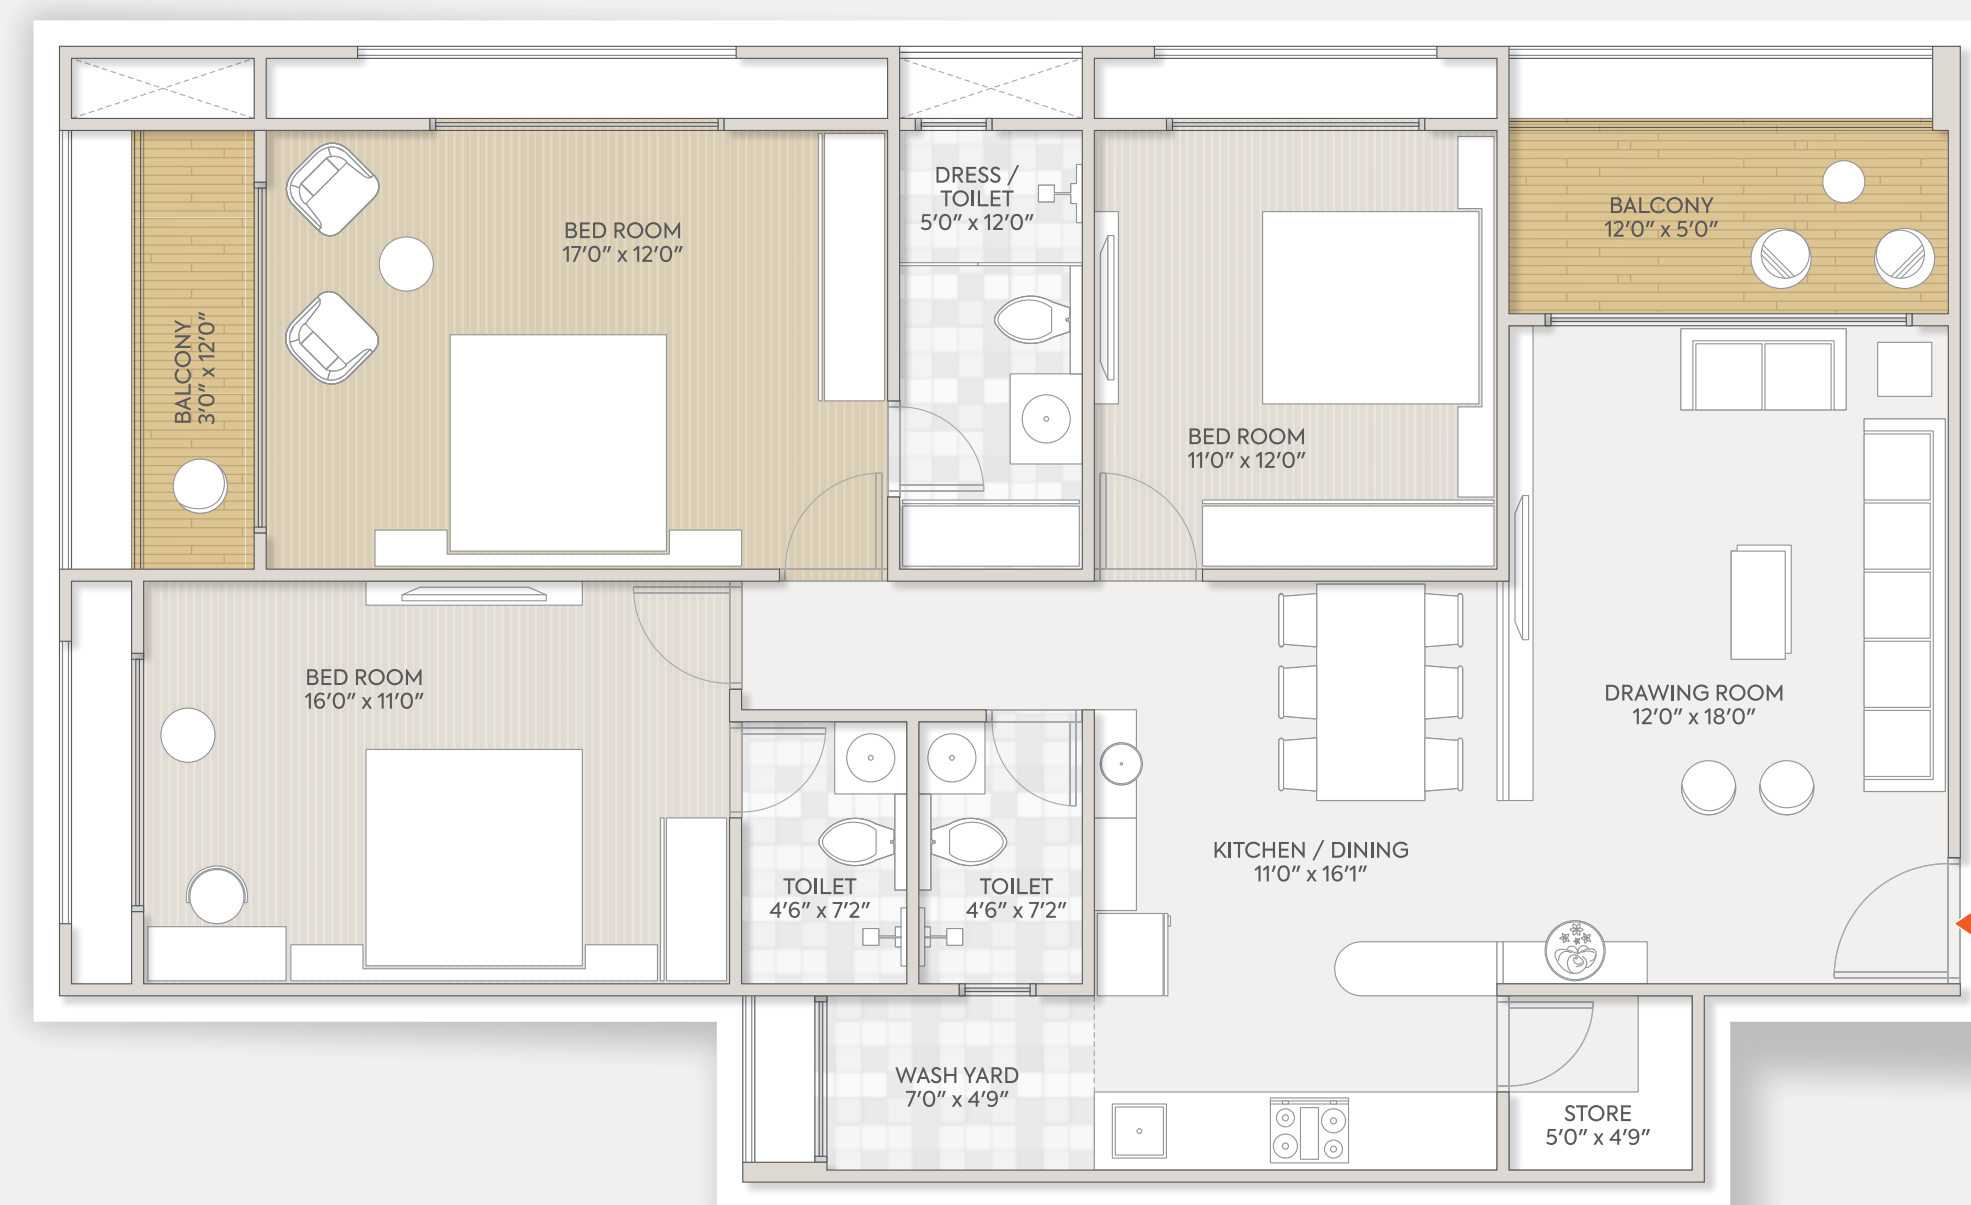 BED ROOM
17'0" x 12'0"
DRESS /
TOILET
5'0" x 12'0"
BALCONY
12'0" x 5'0"
BALCONY
3'0" x 12'0"
BED ROOM
11'0" x 12'0"
BED ROOM
16'0" x 11'0"
DRAWING ROOM
12'0" x 18'0"
KITCHEN / DINING
11'0" x 16'1"
TOILET
4'6" x 7'2"
TOILET
4'6" x 7'2"
WASH YARD
7'0" x 4'9"
STORE
5'0" x 4'9"